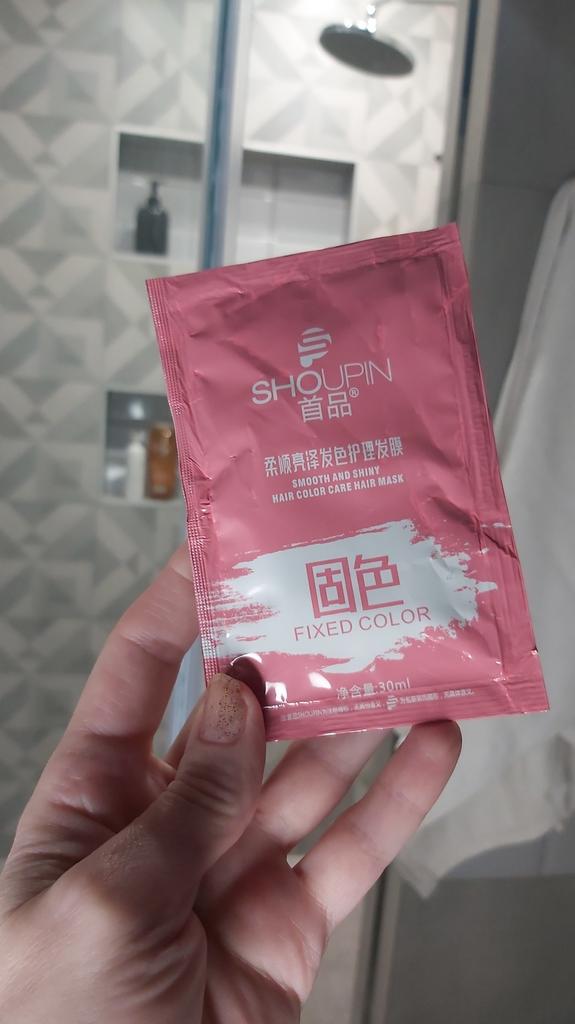 SHOUPIN
首品®
柔顺亮泽发色护理发膜
SMOOTH AND SHINY
HAIR COLOR CARE HAIR MASK
固色
FIXED COLOR
净含量:30ml